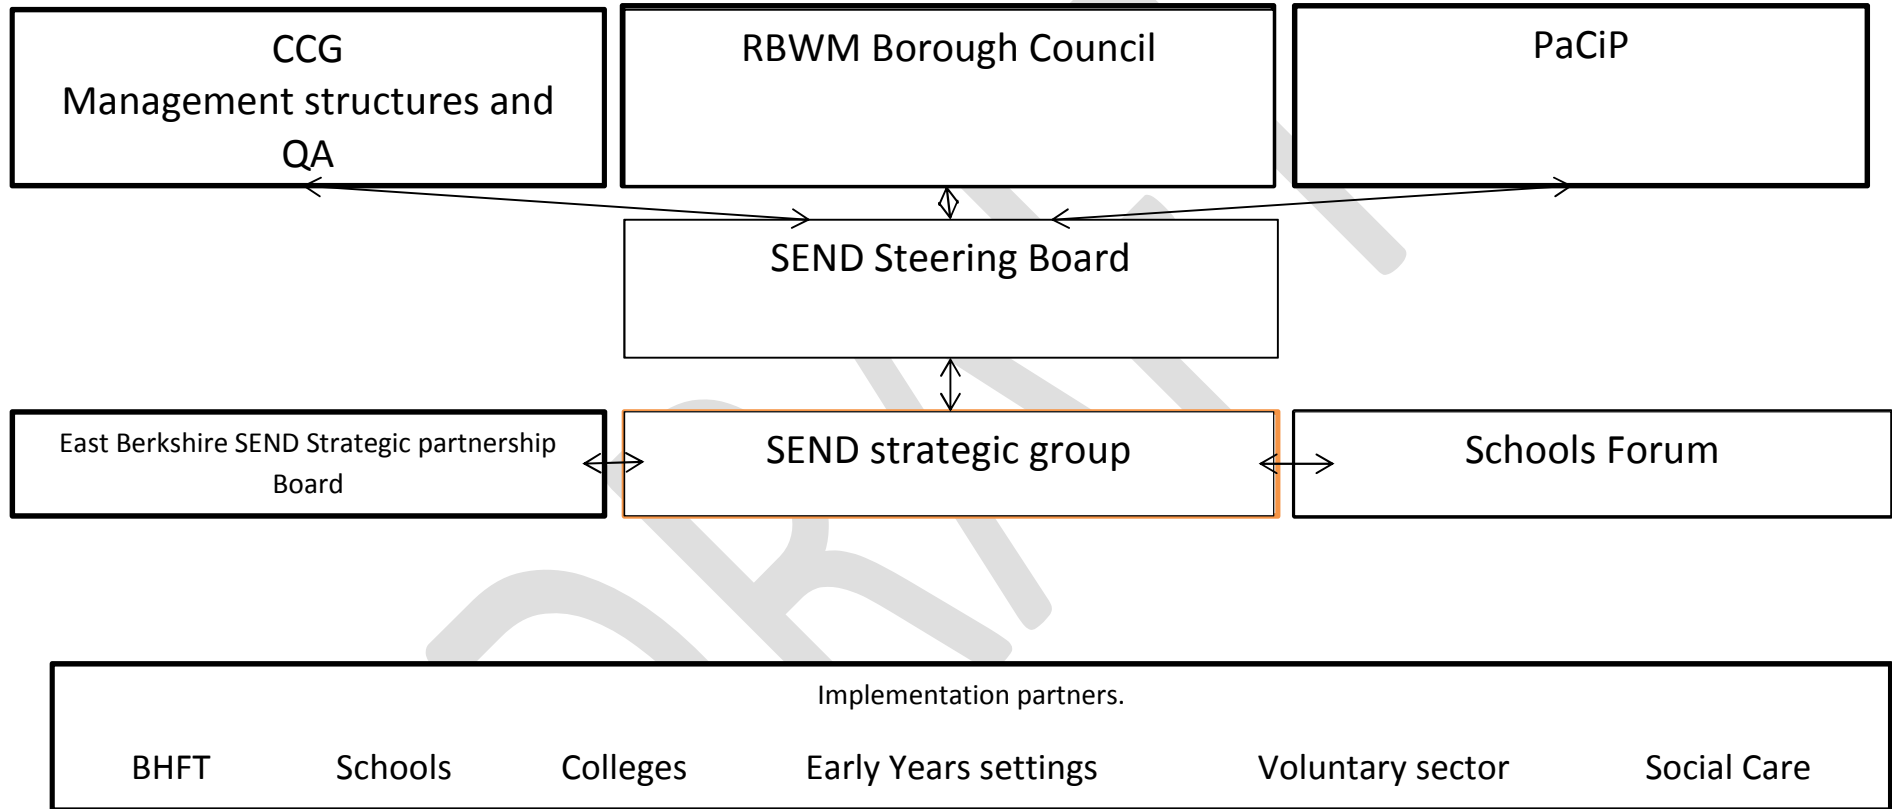 CCG
Management structures and
QA
RBWM Borough Council
PaCiP
SEND Steering Board
East Berkshire SEND Strategic partnership
Board
SEND strategic group
Schools Forum
Implementation partners.
BHFT Schools Colleges Early Years settings Voluntary sector Social Care
DRAFT